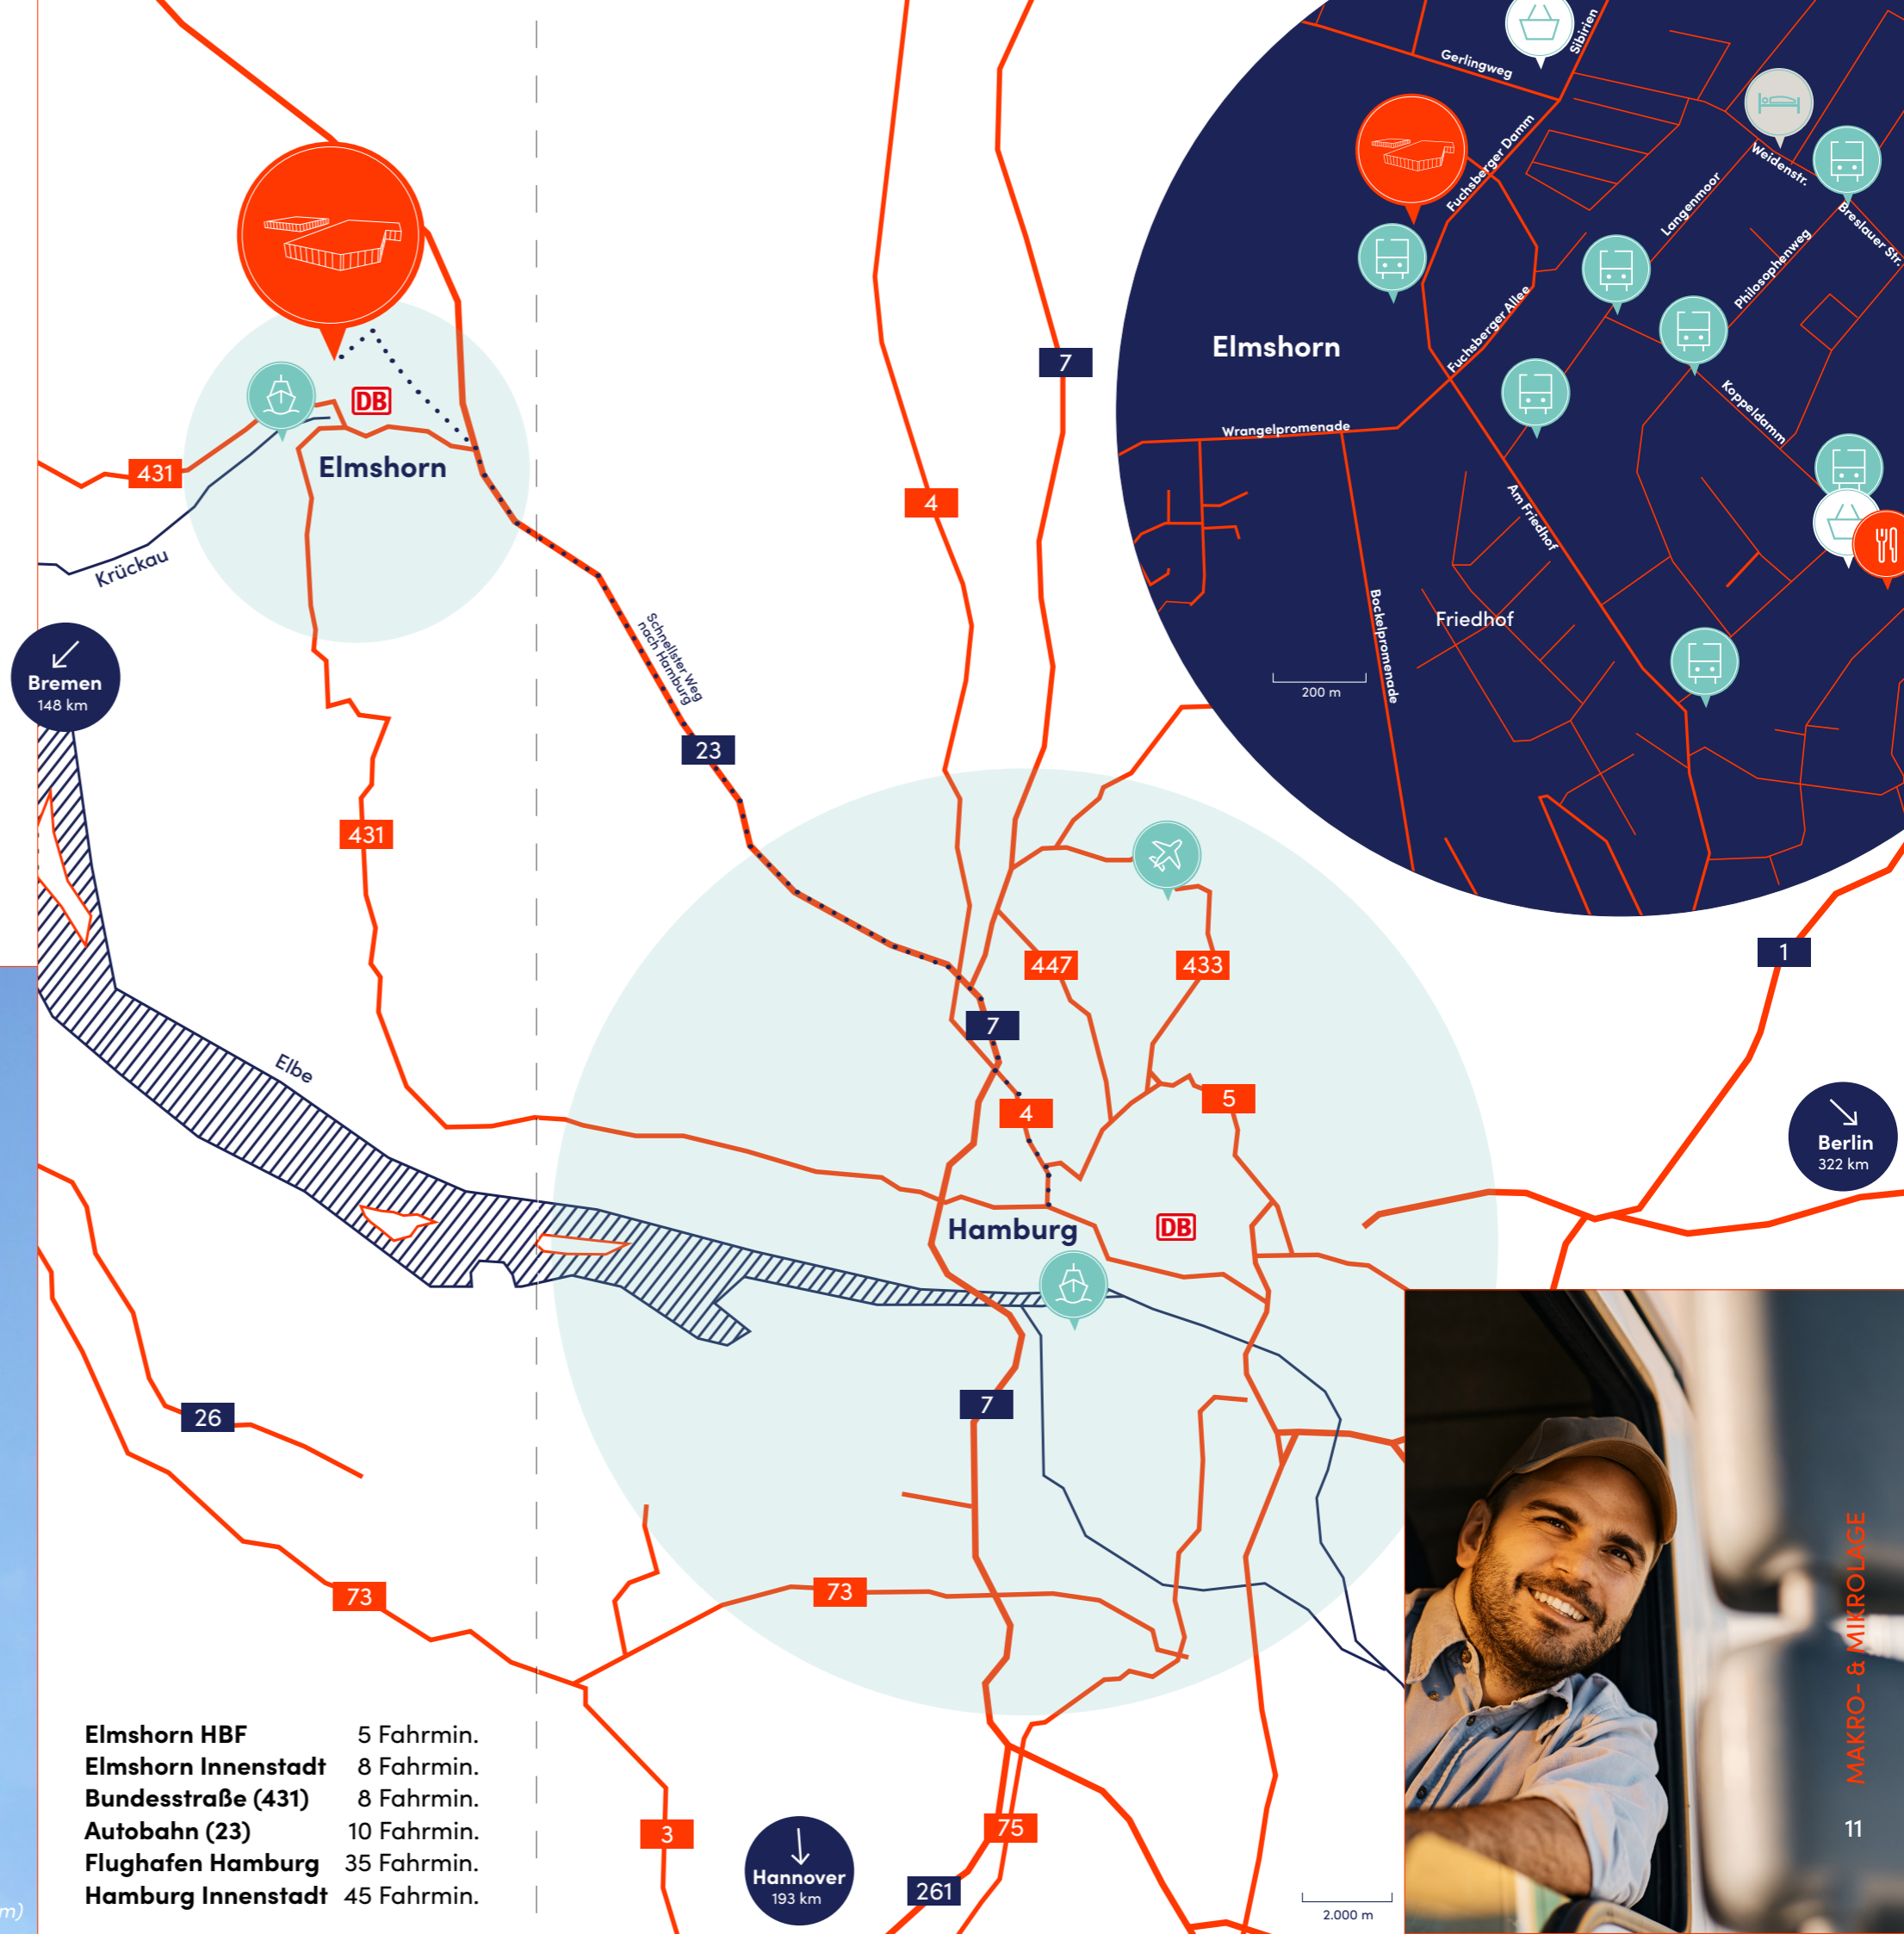 Sibirien
Gerlingweg
Fuchsberger Damm
Weidenstr.
Langenmoor
Breslauer Str.
Philosophenweg
Fuchsberger Allee
Elmshorn
Koppeldamm
Wrangelpromenade
Am Friedhof
Bockelpromenade
Friedhof
200 m
7
DB
Elmshorn
431
4
Krückau
Schnellster Weg
nach Hamburg
Bremen
148 km
23
431
447
433
1
7
Elbe
4
5
Berlin
322 km
Hamburg
DB
7
26
73
73
Elmshorn HBF 5 Fahrmin.
Elmshorn Innenstadt 8 Fahrmin.
Bundesstraße (431) 8 Fahrmin.
Autobahn (23) 10 Fahrmin.
Flughafen Hamburg 35 Fahrmin.
Hamburg Innenstadt 45 Fahrmin.
3
75
Hannover
193 km
261
2.000 m
MAKRO- & MIKROLAGE
11
m)